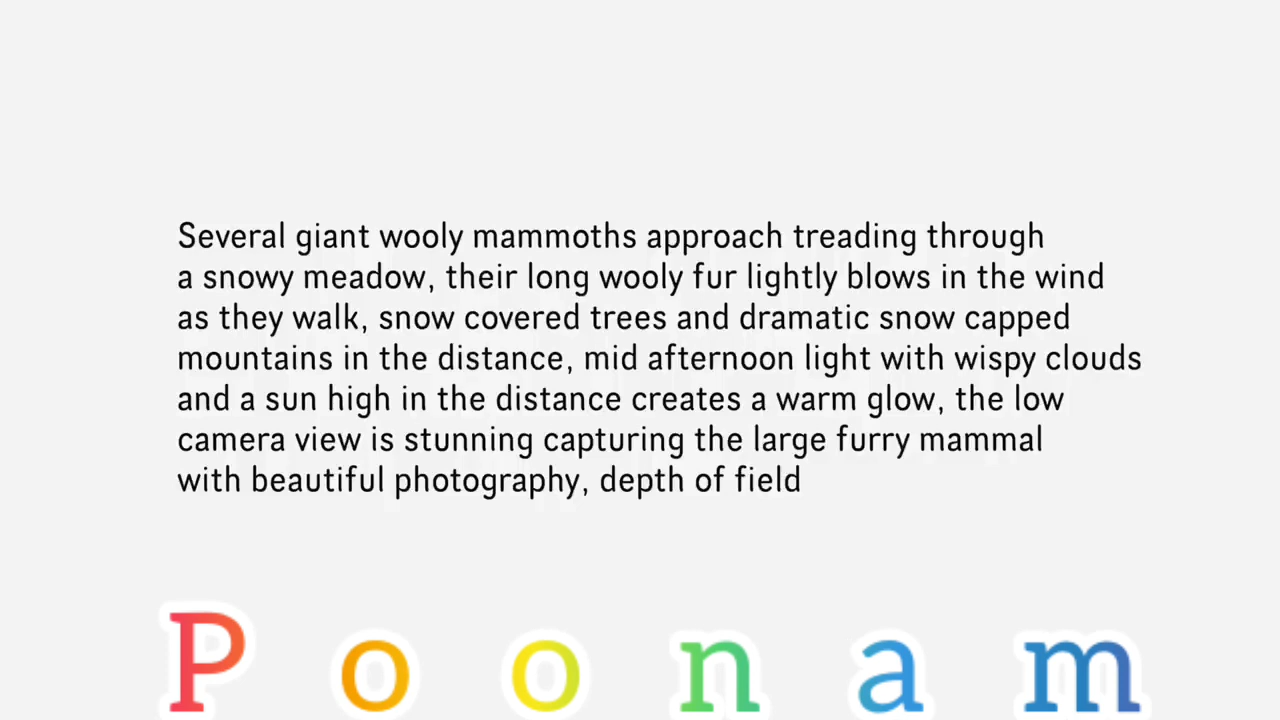 Several giant wooly mammoths approach treading through
a snowy meadow, their long wooly fur lightly blows in the wind
as they walk, snow covered trees and dramatic snow capped
mountains in the distance, mid afternoon light with wispy clouds
and a sun high in the distance creates a warm glow, the low
camera view is stunning capturing the large furry mammal
with beautiful photography, depth of field
Poonam